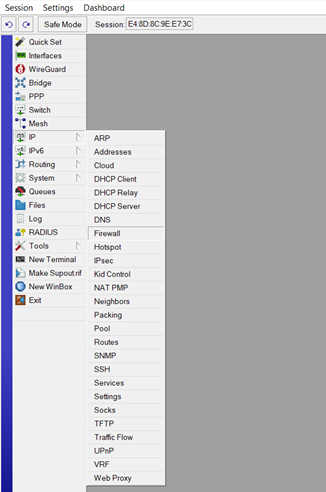 Session Settings Dashboard
Safe Mode Session: E4:8D:8C:9E:E7:3C
Quick Set
Interfaces
WireGuard
Bridge
PPP
Switch
Mesh
IP
IPv6
Routing
System
Queues
Files
Log
RADIUS
Tools
New Terminal
Make Supout.rif
New WinBox
Exit
ARP
Addresses
Cloud
DHCP Client
DHCP Relay
DHCP Server
DNS
Firewall
Hotspot
IPsec
Kid Control
NAT PMP
Neighbors
Packing
Pool
Routes
SNMP
SSH
Services
Settings
Socks
TFTP
Traffic Flow
UPnP
VRF
Web Proxy